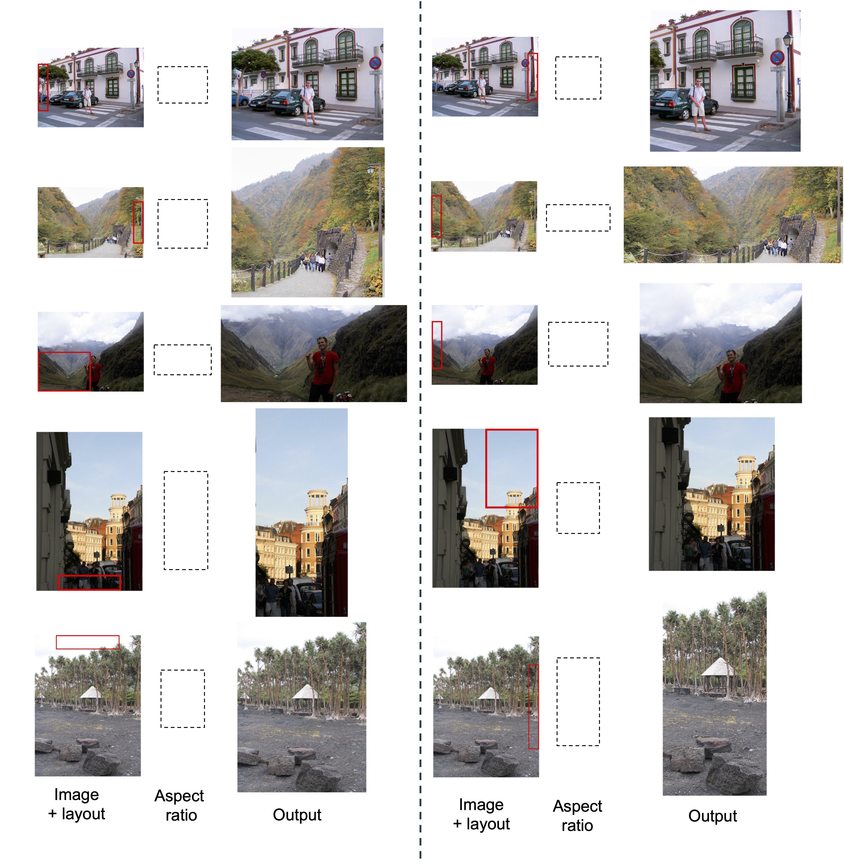 Image
+ layout
Aspect
ratio
Output
Image
+ layout
Aspect
ratio
Output